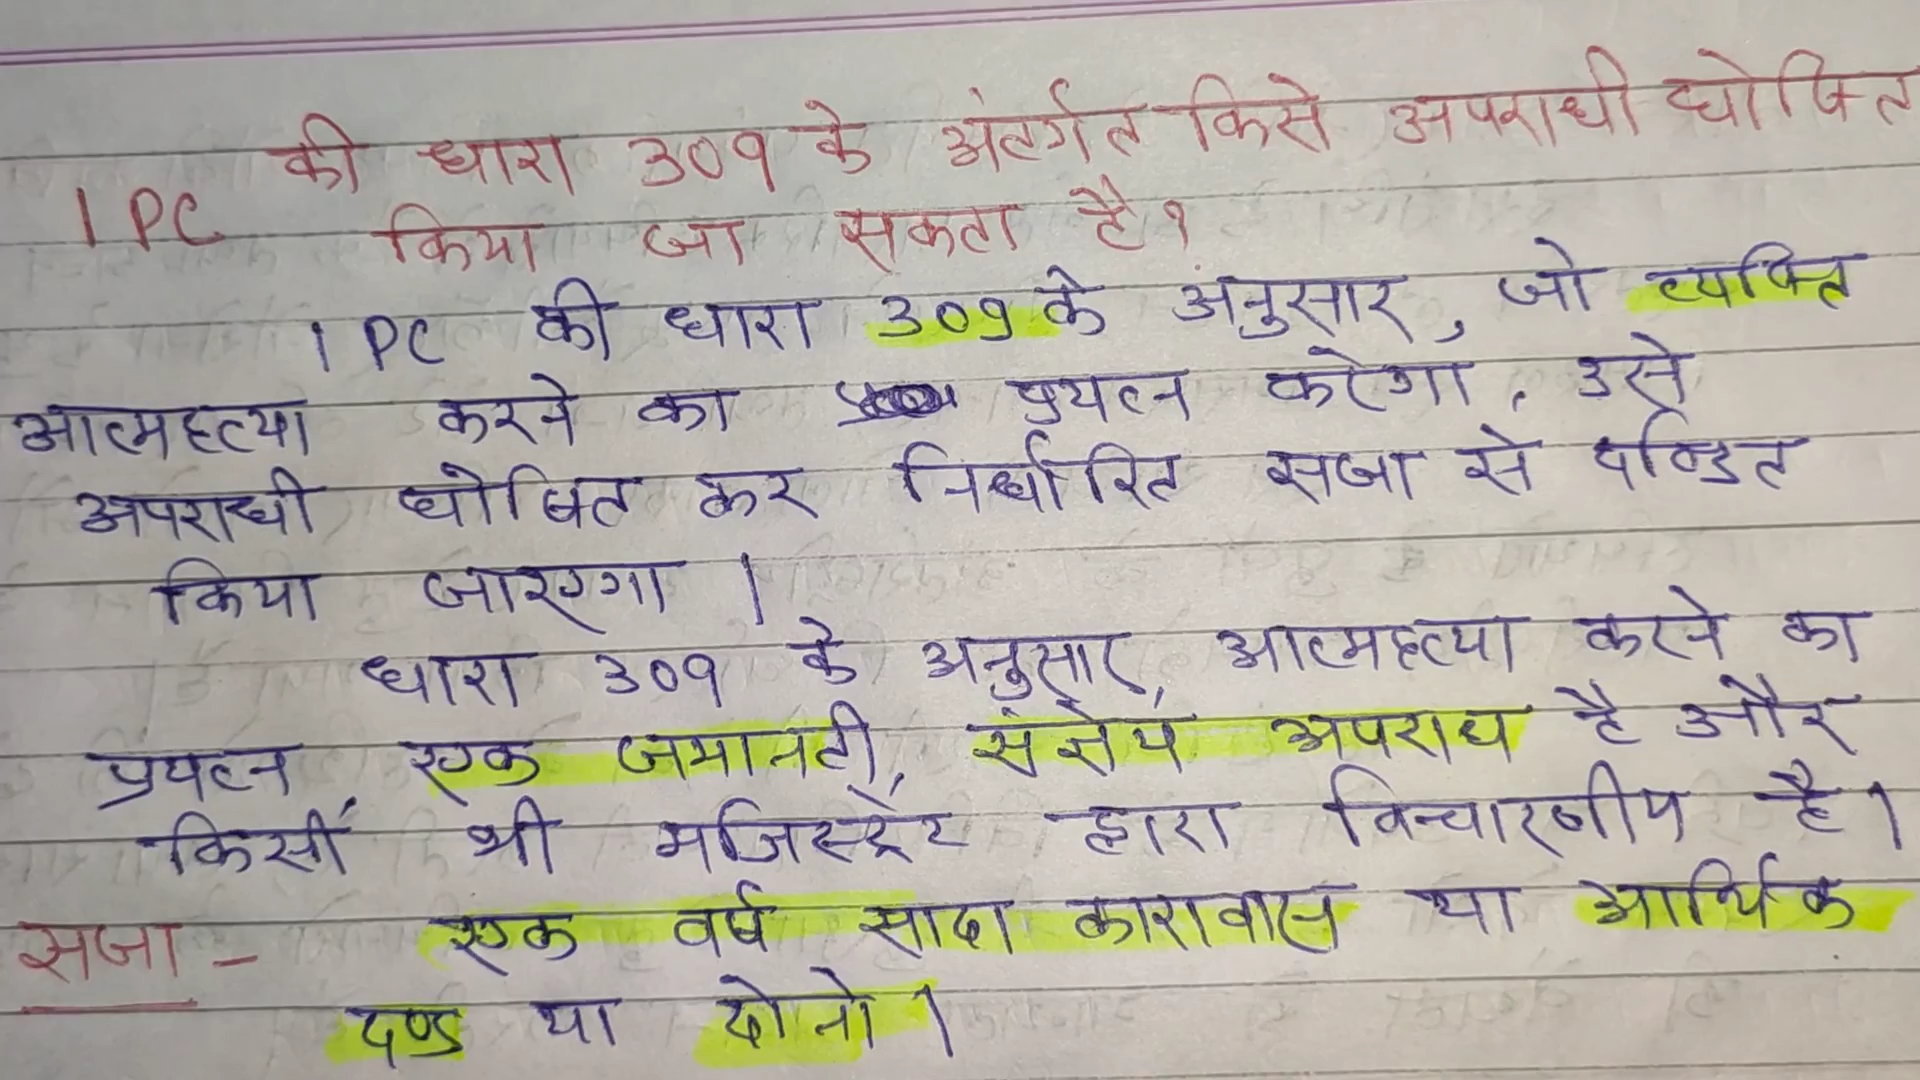 IPC की धारा 309 के अंतर्गत किसे अपराधी घोषित
किया जा सकता है?
IPC की धारा 309 के अनुसार, जो व्यक्ति
आत्महत्या करने का प्रयत्न करेगा, उसे
अपराधी घोषित कर निर्धारित सजा से दण्डित
किया जाएगा।
धारा 309 के अनुसार, आत्महत्या करने का
प्रयत्न एक जमानती, संज्ञेय अपराध है और
किसी भी मजिस्ट्रेट द्वारा विचारणीय है।
सजा - एक वर्ष सादा कारावास या आर्थिक
दण्ड या दोनो।